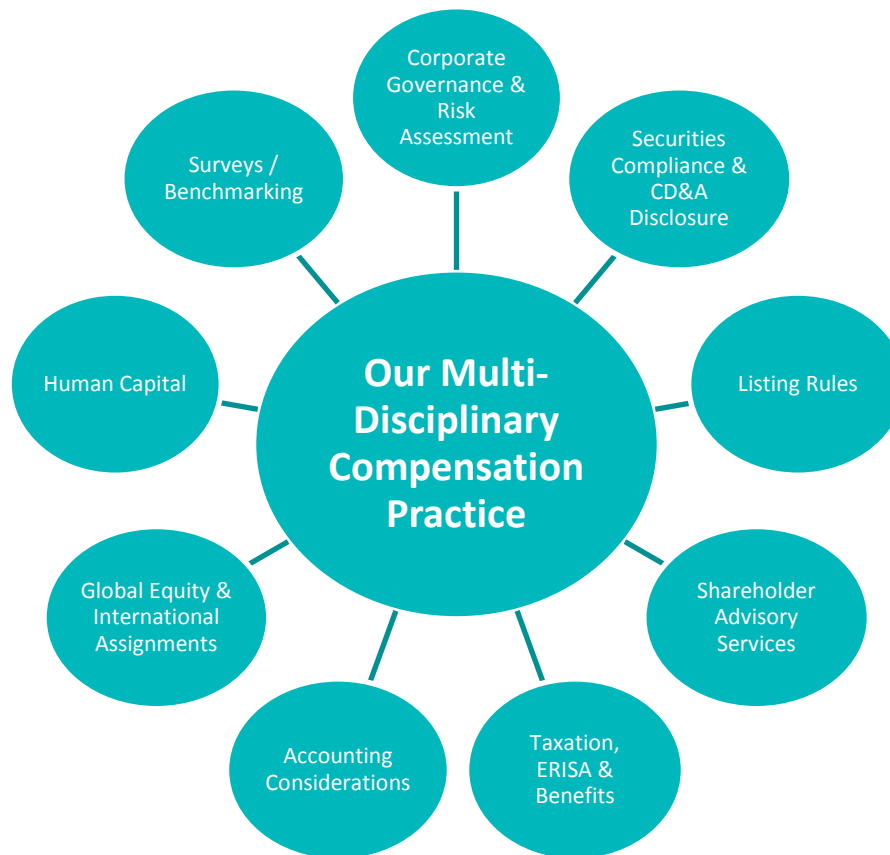 Corporate
Governance &
Risk
Assessment
Securities
Compliance &
CD&A
Disclosure
Listing Rules
Shareholder
Advisory
Services
Taxation,
ERISA &
Benefits
Accounting
Considerations
Global Equity &
International
Assignments
Human Capital
Surveys /
Benchmarking
Our Multi-
Disciplinary
Compensation
Practice